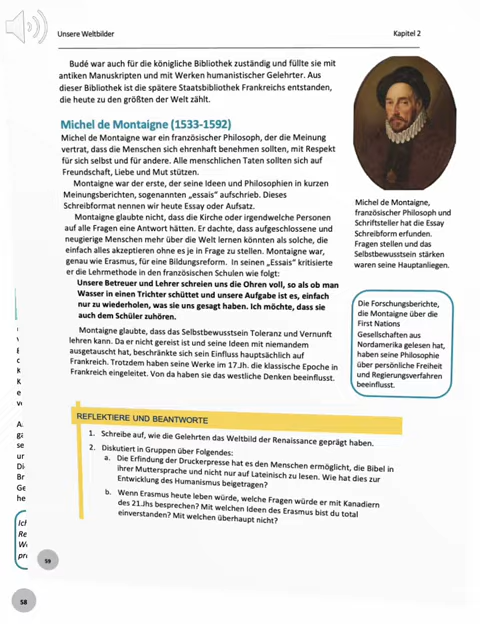 Unsere Weltbilder
Kapitel 2
Budé war auch für die königliche Bibliothek zuständig und füllte sie mit
antiken Manuskripten und mit Werken humanistischer Gelehrter. Aus
dieser Bibliothek ist die spätere Staatsbibliothek Frankreichs entstanden,
die heute zu den größten der Welt zählt.
Michel de Montaigne (1533-1592)
Michel de Montaigne war ein französischer Philosoph, der die Meinung
vertrat, dass die Menschen sich ehrenhaft benehmen sollten, mit Respekt
für sich selbst und für andere. Alle menschlichen Taten sollten sich auf
Freundschaft, Liebe und Mut stützen.
Montaigne war der erste, der seine Ideen und Philosophien in kurzen
Meinungsberichten, sogenannten „essais" aufschrieb. Dieses
Schreibformat nennen wir heute Essay oder Aufsatz.
Montaigne glaubte nicht, dass die Kirche oder irgendwelche Personen
auf alle Fragen eine Antwort hätten. Er dachte, dass aufgeschlossene und
neugierige Menschen mehr über die Welt lernen könnten als solche, die
einfach alles akzeptieren ohne es je in Frage zu stellen. Montaigne war,
genau wie Erasmus, für eine Bildungsreform. In seinen „Essais" kritisierte
er die Lehrmethode in den französischen Schulen wie folgt:
Unsere Betreuer und Lehrer schreien uns die Ohren voll, so als ob man
Wasser in einen Trichter schüttet und unsere Aufgabe ist es, einfach
nur zu wiederholen, was sie uns gesagt haben. Ich möchte, dass sie
auch dem Schüler zuhören.
Montaigne glaubte, dass das Selbstbewusstsein Toleranz und Vernunft
lehren kann. Da er nicht gereist ist und seine Ideen mit niemandem
ausgetauscht hat, beschränkte sich sein Einfluss hauptsächlich auf
Frankreich. Trotzdem haben seine Werke im 17.Jh. die klassische Epoche in
Frankreich eingeleitet. Von da haben sie das westliche Denken beeinflusst.
Michel de Montaigne,
französischer Philosoph und
Schriftsteller hat die Essay
Schreibform erfunden.
Fragen stellen und das
Selbstbewusstsein stärken
waren seine Hauptanliegen.
Die Forschungsberichte,
die Montaigne über die
First Nations
Gesellschaften aus
Nordamerika gelesen hat,
haben seine Philosophie
über persönliche Freiheit
und Regierungsverfahren
beeinflusst.
REFLEKTIERE UND BEANTWORTE
1. Schreibe auf, wie die Gelehrten das Weltbild der Renaissance geprägt haben.
2. Diskutiert in Gruppen über Folgendes:
a. Die Erfindung der Druckerpresse hat es den Menschen ermöglicht, die Bibel in
ihrer Muttersprache und nicht nur auf Lateinisch zu lesen. Wie hat dies zur
Entwicklung des Humanismus beigetragen?
b. Wenn Erasmus heute leben würde, welche Fragen würde er mit Kanadiern
des 21.Jhs besprechen? Mit welchen Ideen des Erasmus bist du total
einverstanden? Mit welchen überhaupt nicht?
59
Ich
Re
pr
58